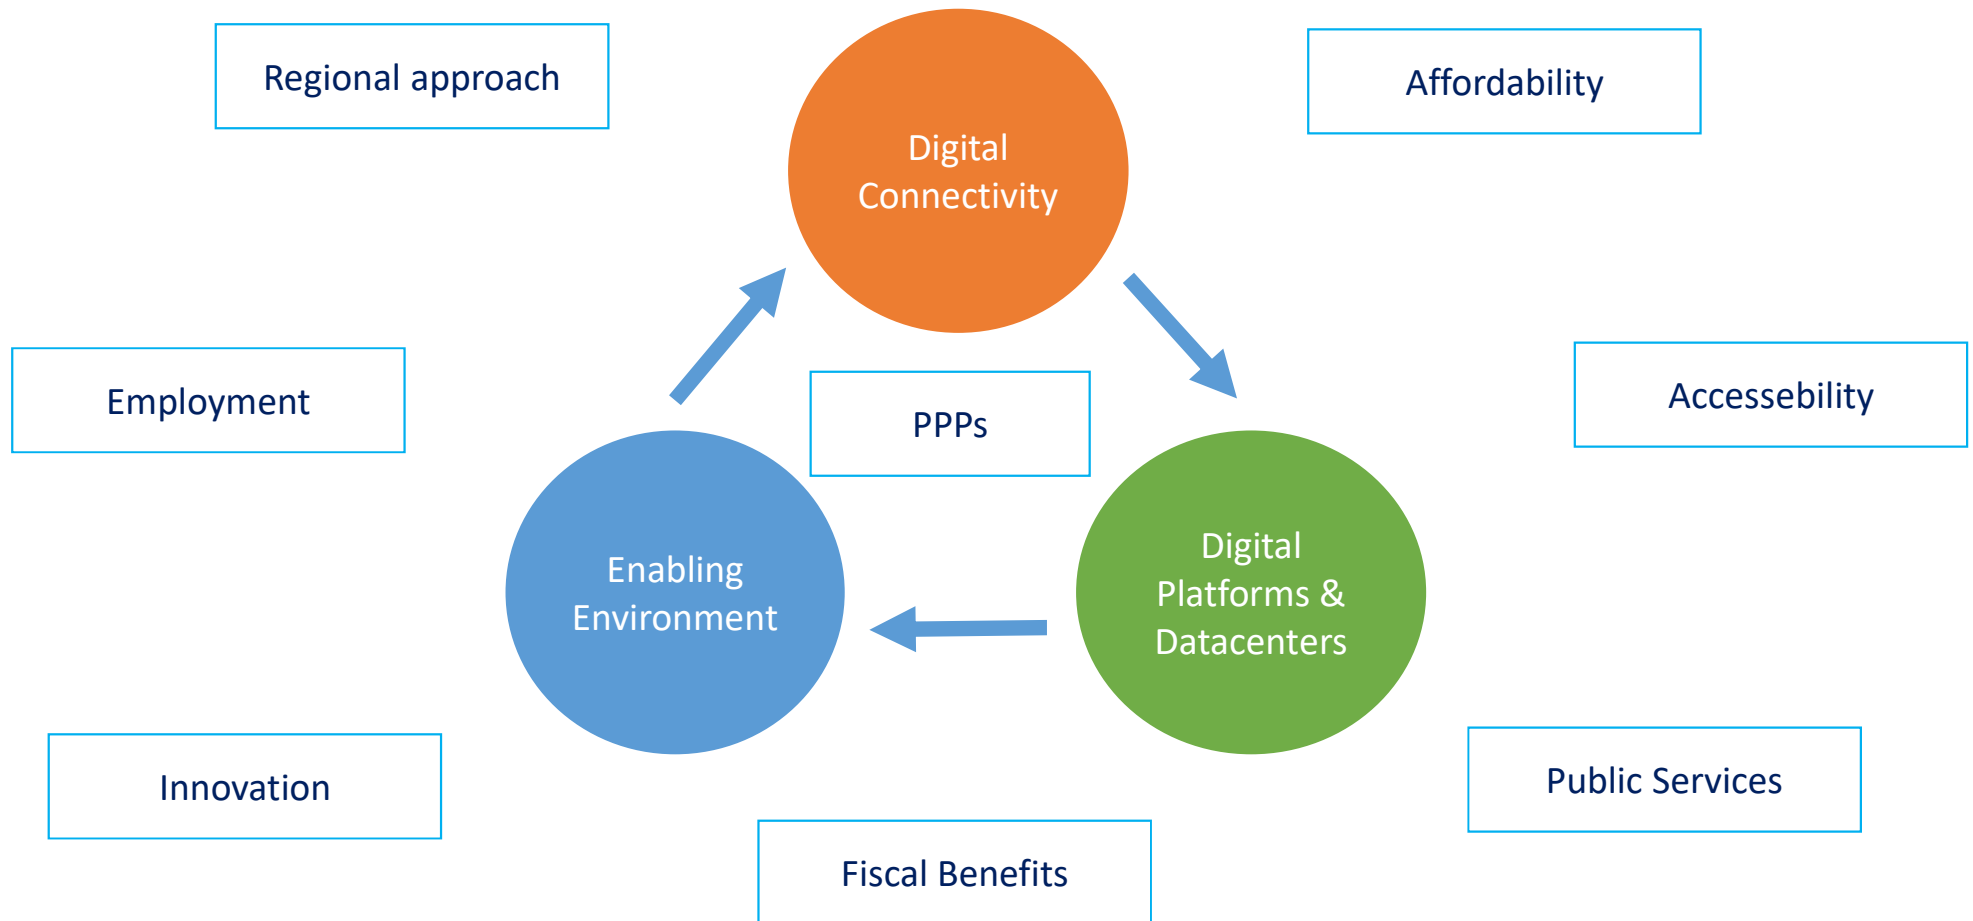 Regional approach
Digital
Connectivity
Affordability
Employment
PPPs
Accessebility
Enabling
Environment
Digital
Platforms &
Datacenters
Innovation
Public Services
Fiscal Benefits